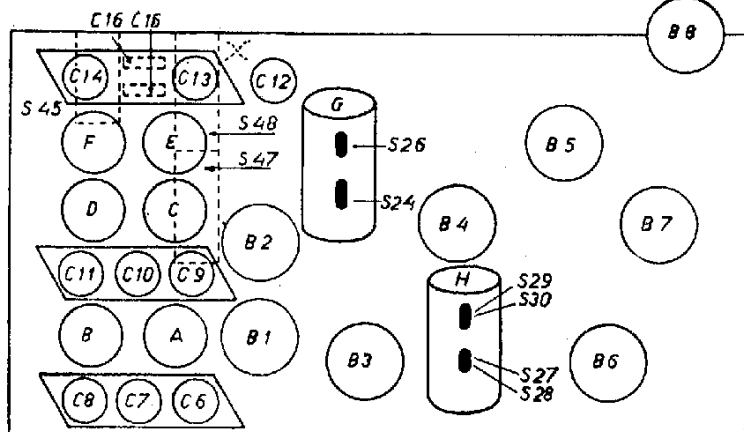 C16 C16
B8
C14 C13 C12
G
S45
S48
F E
S26
B5
S47
S24
D C
B4
B7
B2
C11 C10 C9
H
S29
S30
B A
B1
B3
B6
S27
S28
C8 C7 C6